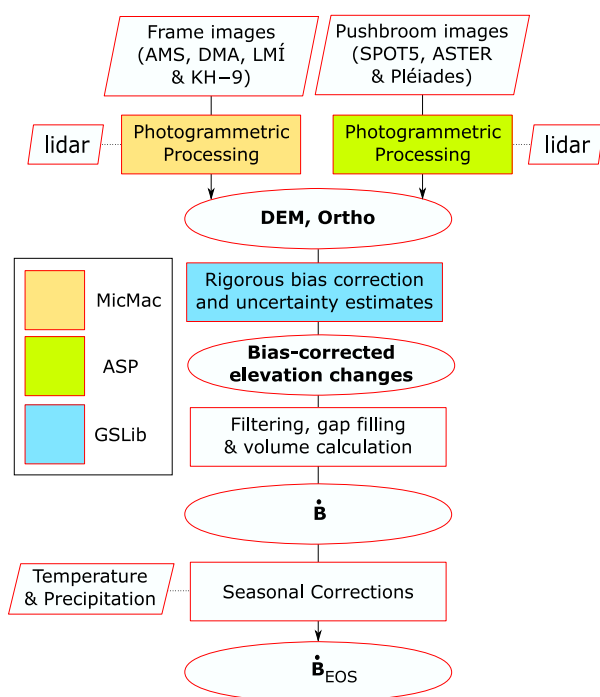 Frame images
(AMS, DMA, LMÍ
& KH−9)
Pushbroom images
(SPOT5, ASTER
& Pléiades)
lidar
Photogrammetric
Processing
Photogrammetric
Processing
lidar
DEM, Ortho
MicMac
ASP
GSLib
Rigorous bias correction
and uncertainty estimates
Bias-corrected
elevation changes
Filtering, gap filling
& volume calculation
Ḃ
Temperature
& Precipitation
Seasonal Corrections
Ḃ_EOS